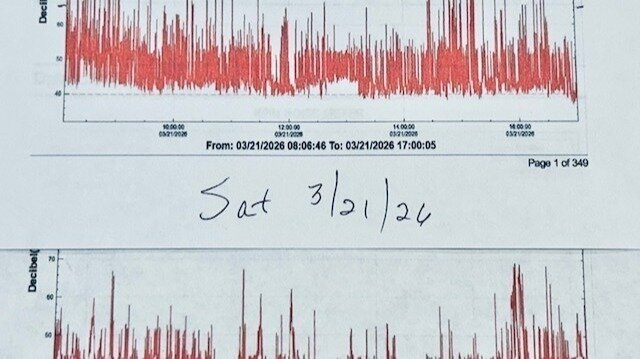 Decibel(
60
50
40
10:00:00 12:00:00 14:00:00 16:00:00
03/21/2026 03/21/2026 03/21/2026 03/21/2026
From: 03/21/2026 08:06:46 To: 03/21/2026 17:00:05
Page 1 of 349
Sat 3/21/26
Decibel(
70
60
50